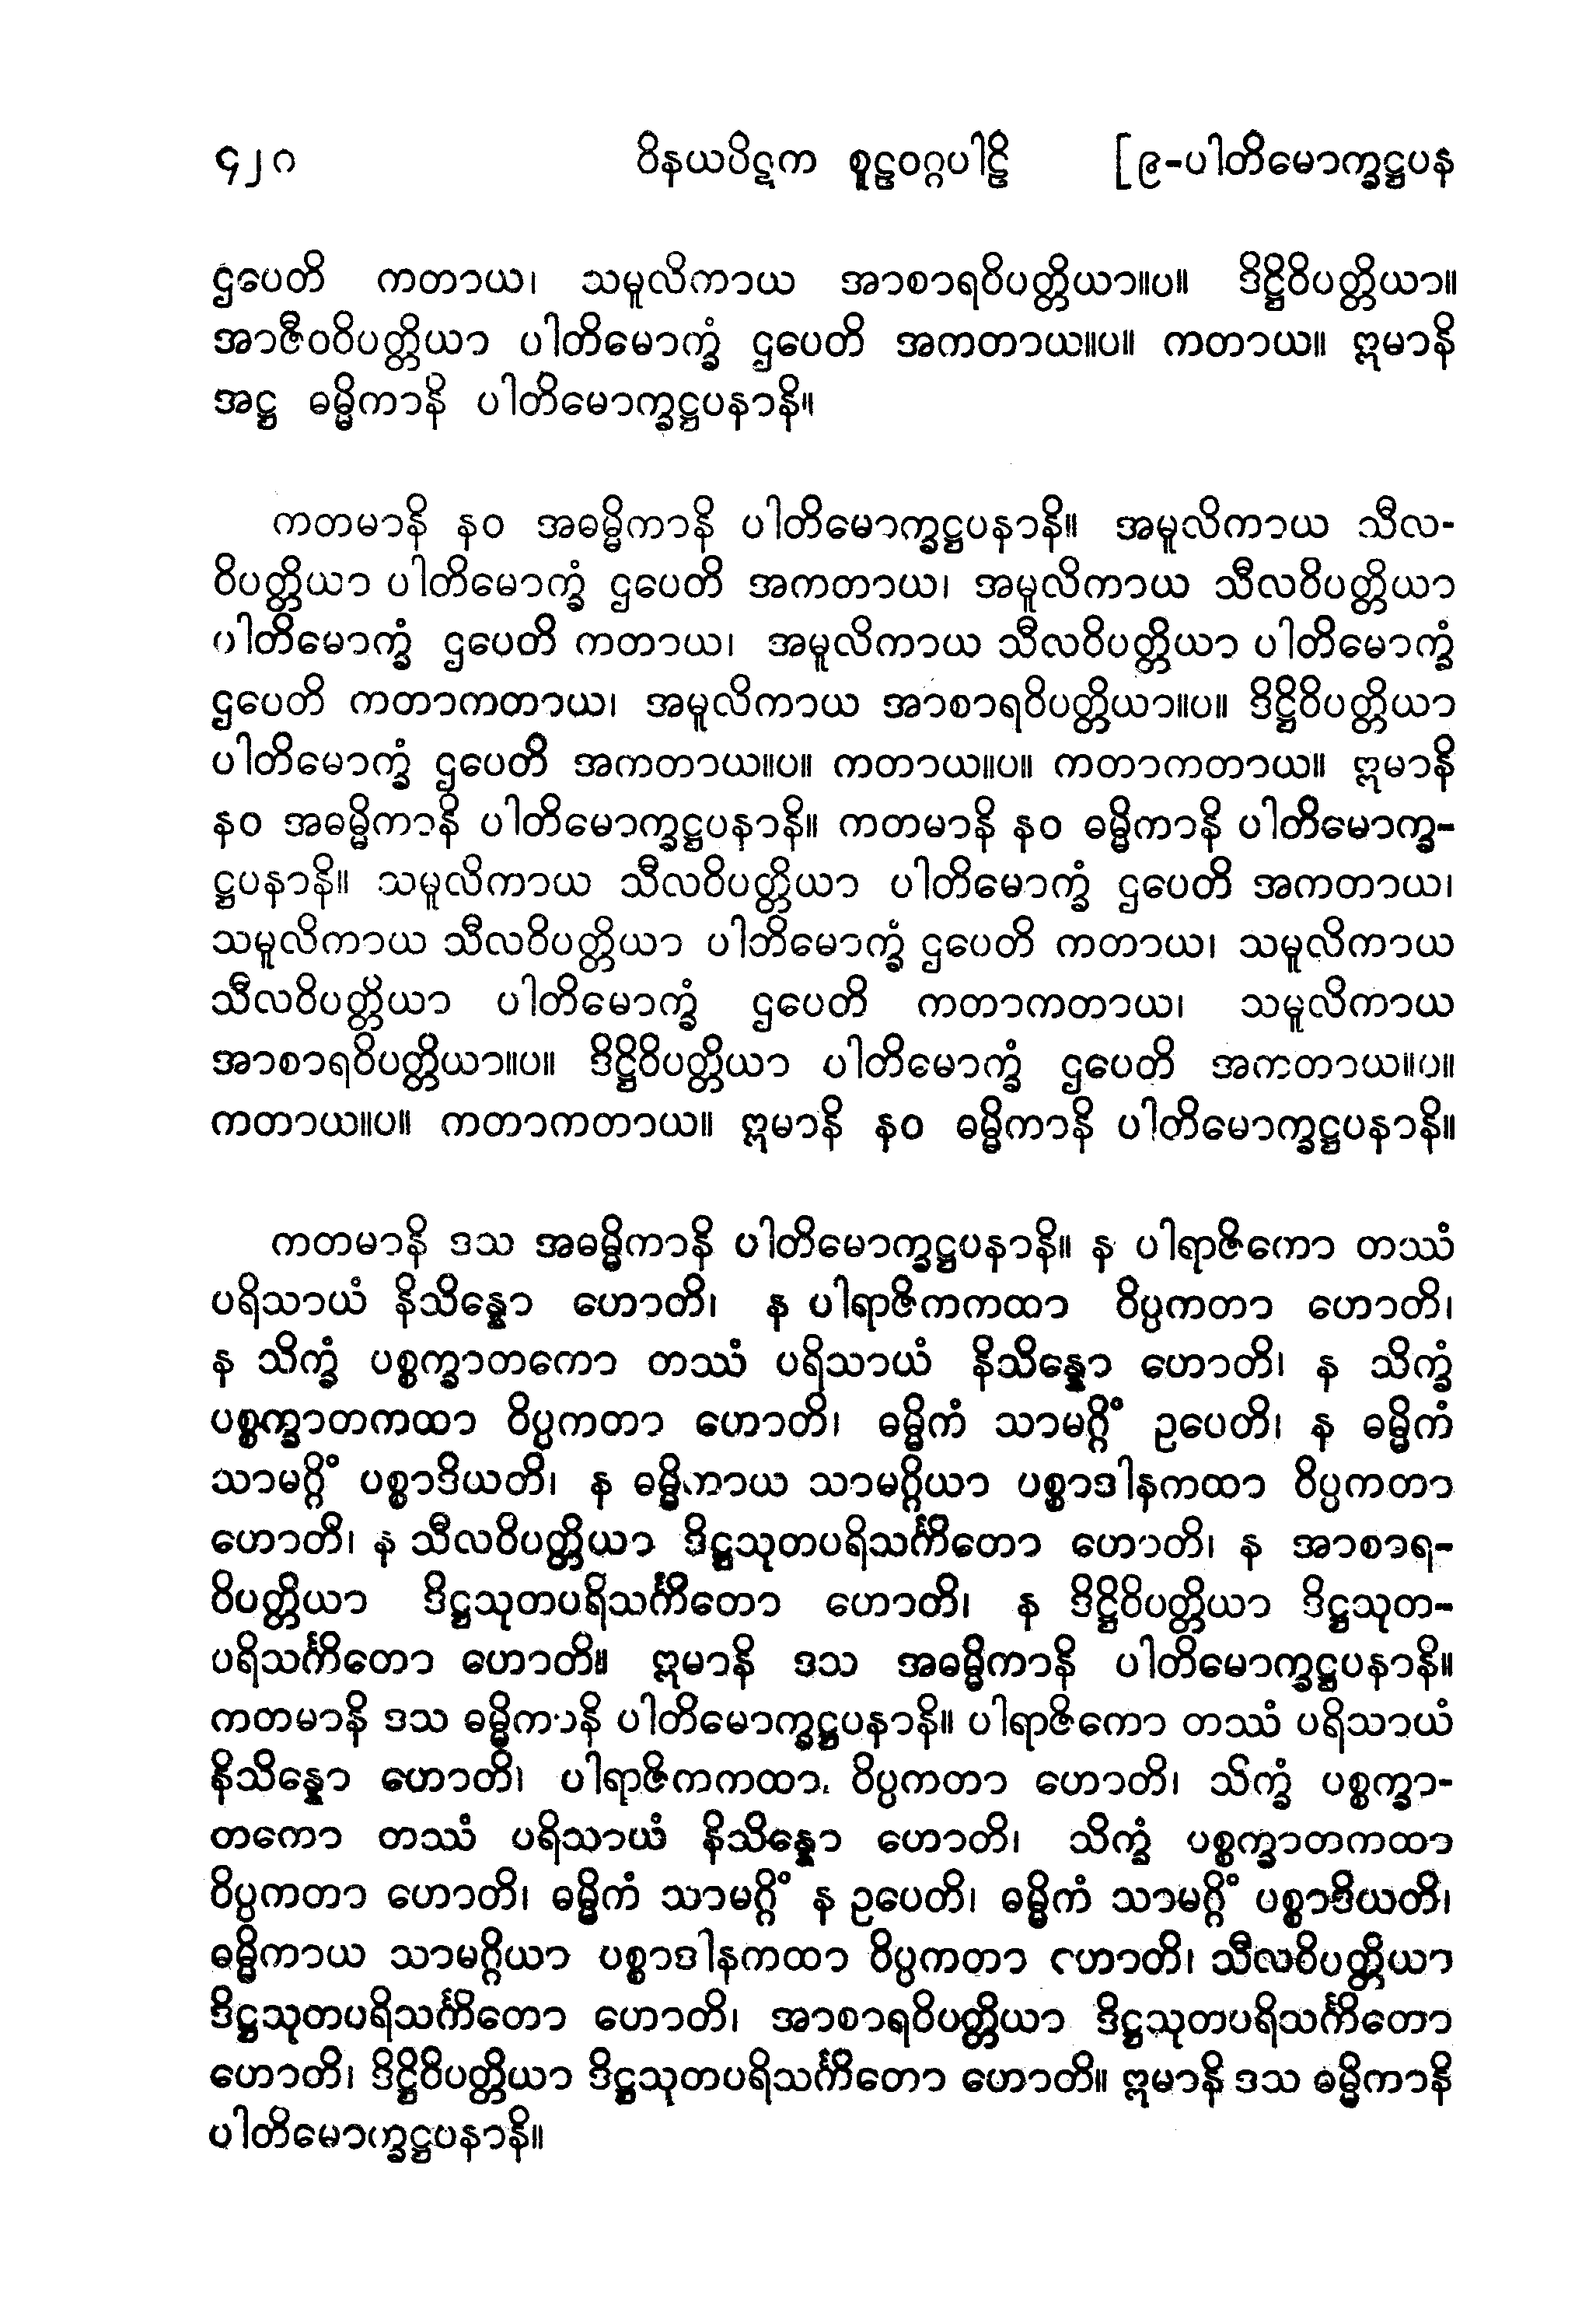 ၄၂၈ ဝိနယပိဋက စူဠဝဂ္ဂပါဠိ [၉-ပါတိမောက္ခဋ္ဌပန
ဌပေတိ ကတာယ၊ သမူလိကာယ အာစာရဝိပတ္တိယာ။ပ။ ဒိဋ္ဌိဝိပတ္တိယာ။
အာဇီဝဝိပတ္တိယာ ပါတိမောက္ခံ ဌပေတိ အကတာယ။ပ။ ကတာယ။ ဣမာနိ
အဋ္ဌ ဓမ္မိကာနိ ပါတိမောက္ခဋ္ဌပနာနိ။
ကတမာနိ နဝ အဓမ္မိကာနိ ပါတိမောက္ခဋ္ဌပနာနိ။ အမူလိကာယ သီလ-
ဝိပတ္တိယာ ပါတိမောက္ခံ ဌပေတိ အကတာယ၊ အမူလိကာယ သီလဝိပတ္တိယာ
ပါတိမောက္ခံ ဌပေတိ ကတာယ၊ အမူလိကာယ သီလဝိပတ္တိယာ ပါတိမောက္ခံ
ဌပေတိ ကတာကတာယ၊ အမူလိကာယ အာစာရဝိပတ္တိယာ။ပ။ ဒိဋ္ဌိဝိပတ္တိယာ
ပါတိမောက္ခံ ဌပေတိ အကတာယ။ပ။ ကတာယ။ပ။ ကတာကတာယ။ ဣမာနိ
နဝ အဓမ္မိကာနိ ပါတိမောက္ခဋ္ဌပနာနိ။ ကတမာနိ နဝ ဓမ္မိကာနိ ပါတိမောက္ခ-
ဋ္ဌပနာနိ။ သမူလိကာယ သီလဝိပတ္တိယာ ပါတိမောက္ခံ ဌပေတိ အကတာယ၊
သမူလိကာယ သီလဝိပတ္တိယာ ပါတိမောက္ခံ ဌပေတိ ကတာယ၊ သမူလိကာယ
သီလဝိပတ္တိယာ ပါတိမောက္ခံ ဌပေတိ ကတာကတာယ၊ သမူလိကာယ
အာစာရဝိပတ္တိယာ။ပ။ ဒိဋ္ဌိဝိပတ္တိယာ ပါတိမောက္ခံ ဌပေတိ အကတာယ။ပ။
ကတာယ။ပ။ ကတာကတာယ။ ဣမာနိ နဝ ဓမ္မိကာနိ ပါတိမောက္ခဋ္ဌပနာနိ။
ကတမာနိ ဒသ အဓမ္မိကာနိ ပါတိမောက္ခဋ္ဌပနာနိ။ န ပါရာဇိကော တဿံ
ပရိသာယံ နိသိန္နော ဟောတိ၊ န ပါရာဇိကကထာ ဝိပ္ပကတာ ဟောတိ၊
န သိက္ခံ ပစ္စက္ခာတကော တဿံ ပရိသာယံ နိသိန္နော ဟောတိ၊ န သိက္ခံ
ပစ္စက္ခာတကထာ ဝိပ္ပကတာ ဟောတိ၊ ဓမ္မိကံ သာမဂ္ဂိံ ဥပေတိ၊ န ဓမ္မိကံ
သာမဂ္ဂိံ ပစ္စာဒိယတိ၊ န ဓမ္မိကာယ သာမဂ္ဂိယာ ပစ္စာဒါနကထာ ဝိပ္ပကတာ
ဟောတိ၊ န သီလဝိပတ္တိယာ ဒိဋ္ဌသုတပရိသင်္ကိတော ဟောတိ၊ န အာစာရ-
ဝိပတ္တိယာ ဒိဋ္ဌသုတပရိသင်္ကိတော ဟောတိ၊ န ဒိဋ္ဌိဝိပတ္တိယာ ဒိဋ္ဌသုတ-
ပရိသင်္ကိတော ဟောတိ။ ဣမာနိ ဒသ အဓမ္မိကာနိ ပါတိမောက္ခဋ္ဌပနာနိ။
ကတမာနိ ဒသ ဓမ္မိကာနိ ပါတိမောက္ခဋ္ဌပနာနိ။ ပါရာဇိကော တဿံ ပရိသာယံ
နိသိန္နော ဟောတိ၊ ပါရာဇိကကထာ ဝိပ္ပကတာ ဟောတိ၊ သိက္ခံ ပစ္စက္ခာ-
တကော တဿံ ပရိသာယံ နိသိန္နော ဟောတိ၊ သိက္ခံ ပစ္စက္ခာတကထာ
ဝိပ္ပကတာ ဟောတိ၊ ဓမ္မိကံ သာမဂ္ဂိံ န ဥပေတိ၊ ဓမ္မိကံ သာမဂ္ဂိံ ပစ္စာဒိယတိ၊
ဓမ္မိကာယ သာမဂ္ဂိယာ ပစ္စာဒါနကထာ ဝိပ္ပကတာ ဟောတိ၊ သီလဝိပတ္တိယာ
ဒိဋ္ဌသုတပရိသင်္ကိတော ဟောတိ၊ အာစာရဝိပတ္တိယာ ဒိဋ္ဌသုတပရိသင်္ကိတော
ဟောတိ၊ ဒိဋ္ဌိဝိပတ္တိယာ ဒိဋ္ဌသုတပရိသင်္ကိတော ဟောတိ။ ဣမာနိ ဒသ ဓမ္မိကာနိ
ပါတိမောက္ခဋ္ဌပနာနိ။